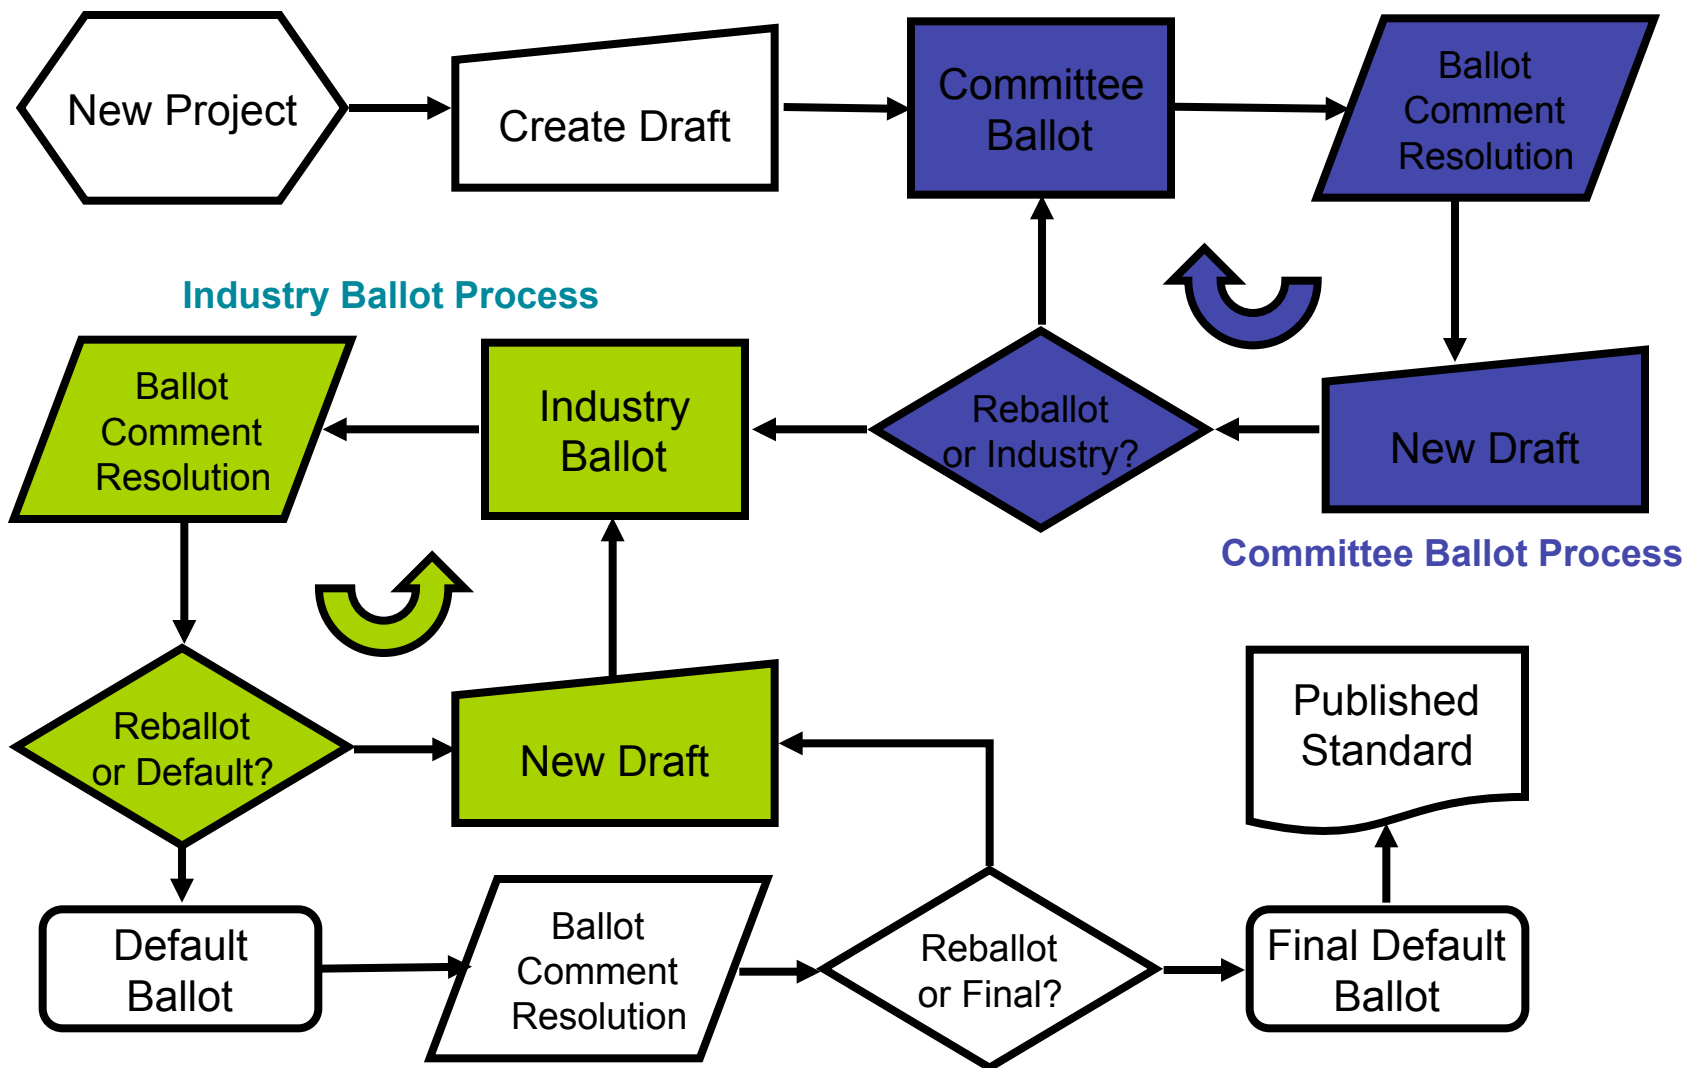 New Project
Create Draft
Committee
Ballot
Ballot
Comment
Resolution
Industry Ballot Process
Ballot
Comment
Resolution
Industry
Ballot
Reballot
or Industry?
New Draft
Committee Ballot Process
Reballot
or Default?
New Draft
Published
Standard
Default
Ballot
Ballot
Comment
Resolution
Reballot
or Final?
Final Default
Ballot